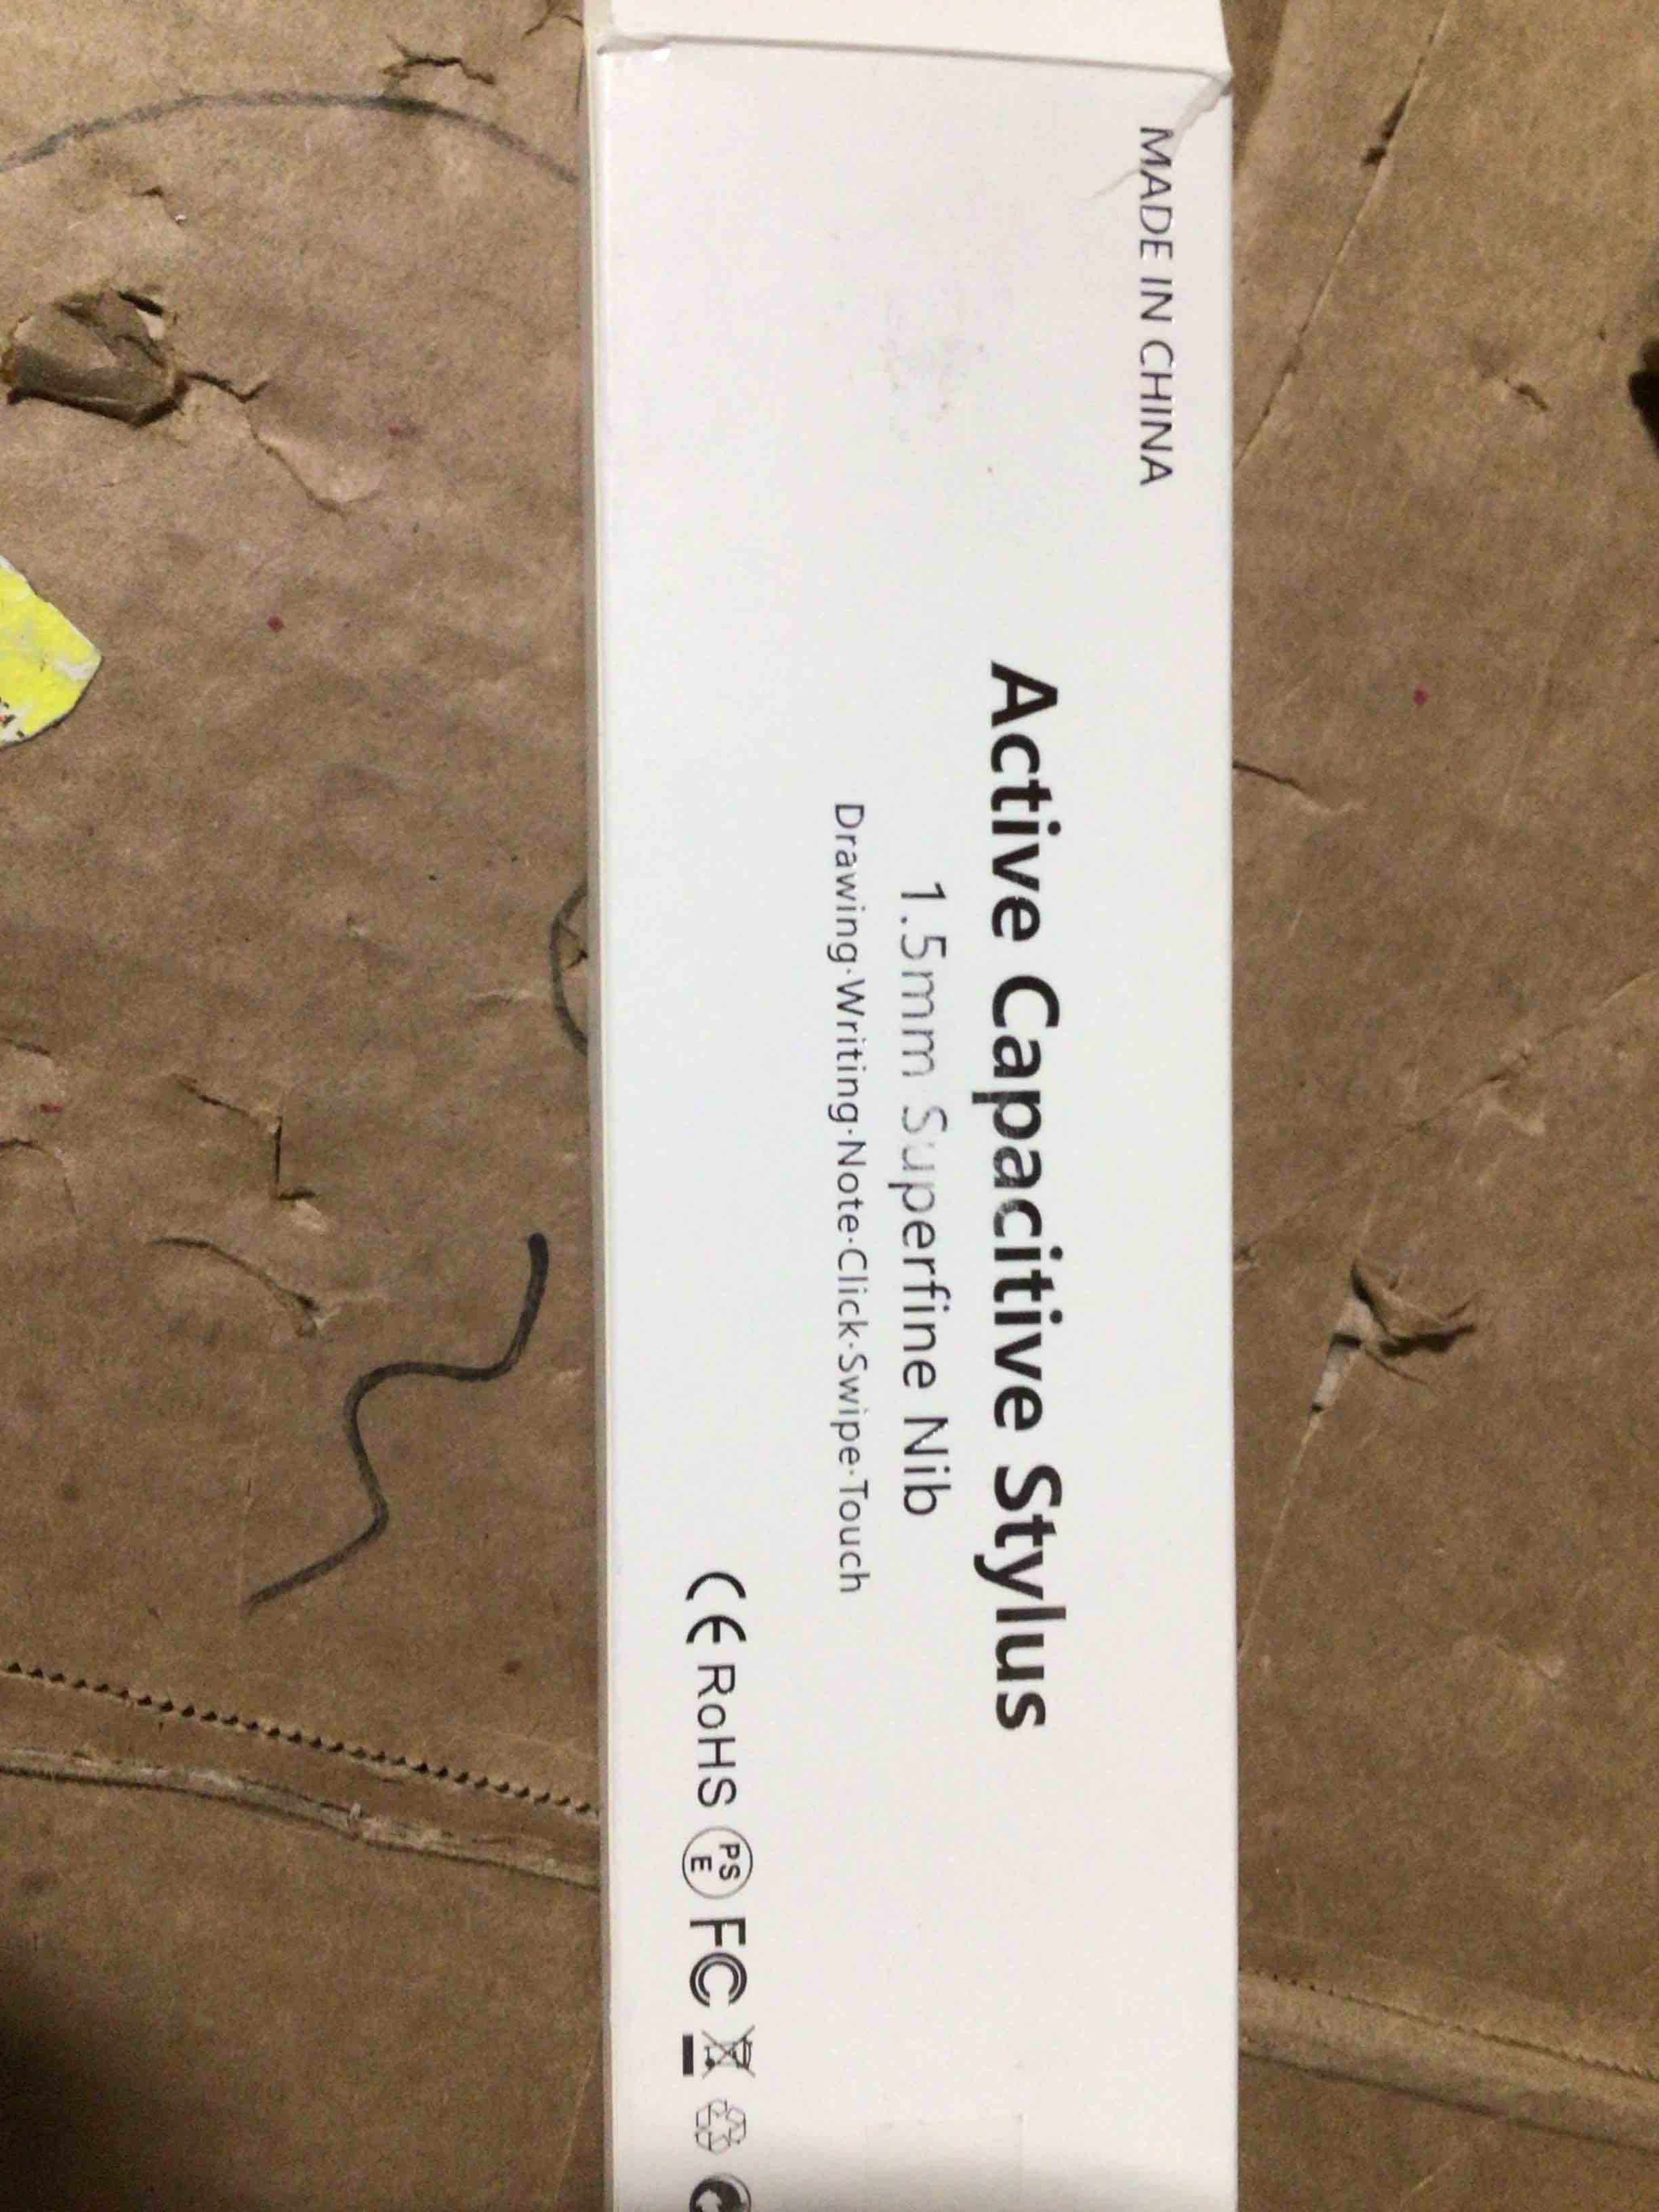 MADE IN CHINA
Active Capacitive Stylus
1.5mm Superfine Nib
Drawing·Writing·Note·Click·Swipe·Touch
CE RoHS PSE FC